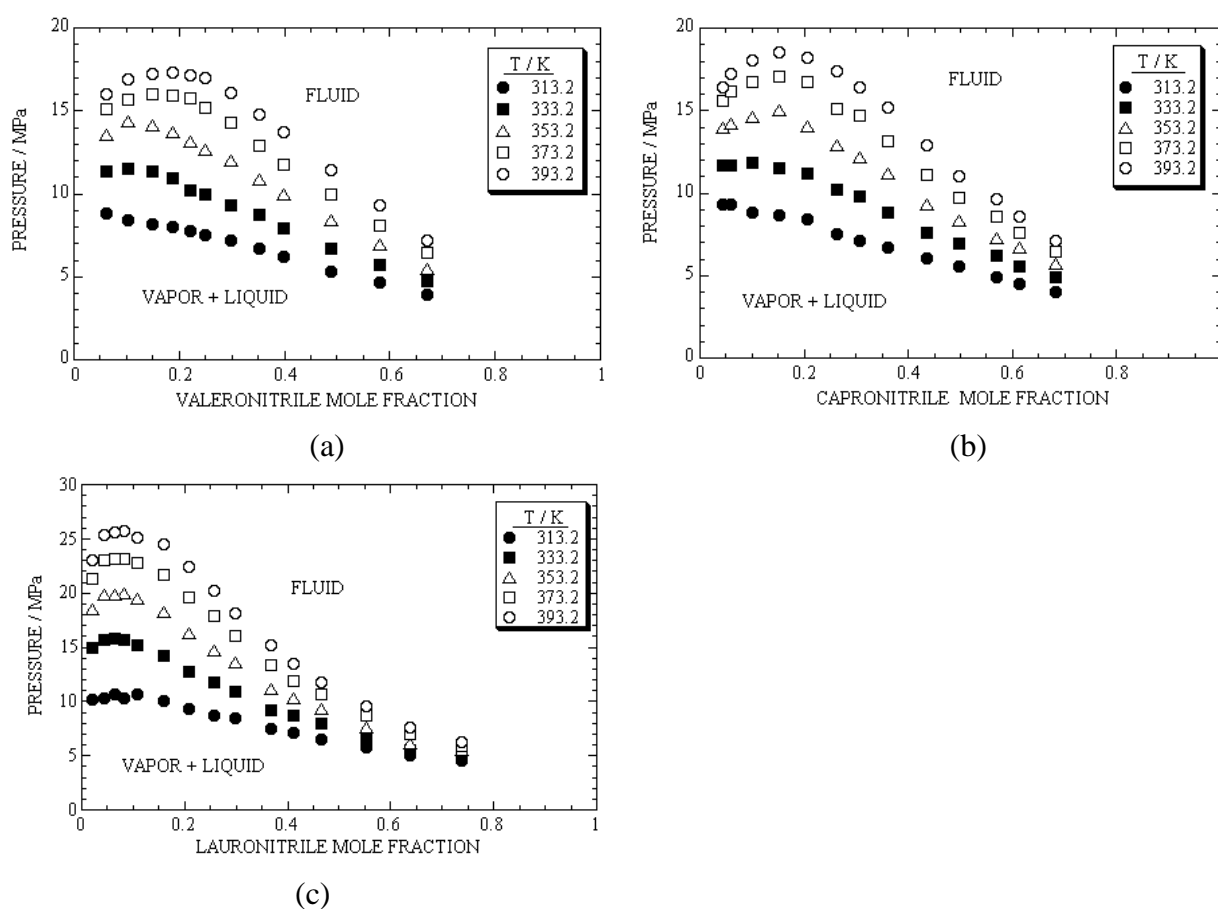 20
15
10
5
0
PRESSURE / MPa
0
0.2
0.4
0.6
0.8
1
VALERONITRILE MOLE FRACTION
FLUID
VAPOR + LIQUID
T / K
313.2
333.2
353.2
373.2
393.2
(a)
20
15
10
5
0
PRESSURE / MPa
0
0.2
0.4
0.6
0.8
CAPRONITRILE MOLE FRACTION
FLUID
VAPOR + LIQUID
T / K
313.2
333.2
353.2
373.2
393.2
(b)
30
25
20
15
10
5
0
PRESSURE / MPa
0
0.2
0.4
0.6
0.8
1
LAURONITRILE MOLE FRACTION
FLUID
VAPOR + LIQUID
T / K
313.2
333.2
353.2
373.2
393.2
(c)